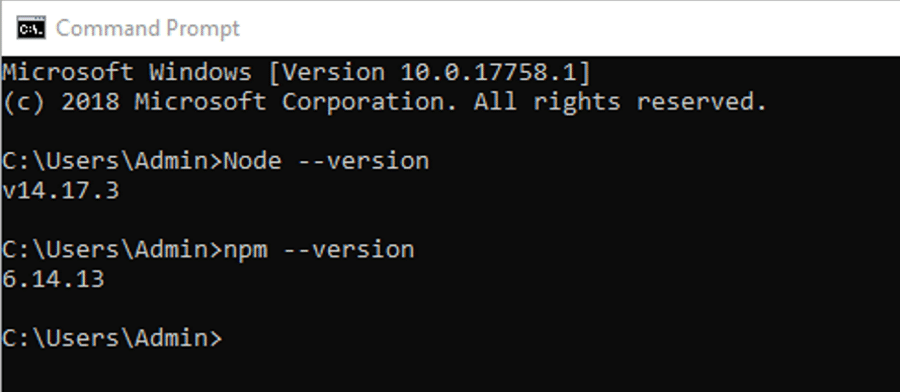 Command Prompt
Microsoft Windows [Version 10.0.17758.1]
(c) 2018 Microsoft Corporation. All rights reserved.
C:\Users\Admin>Node --version
v14.17.3
C:\Users\Admin>npm --version
6.14.13
C:\Users\Admin>